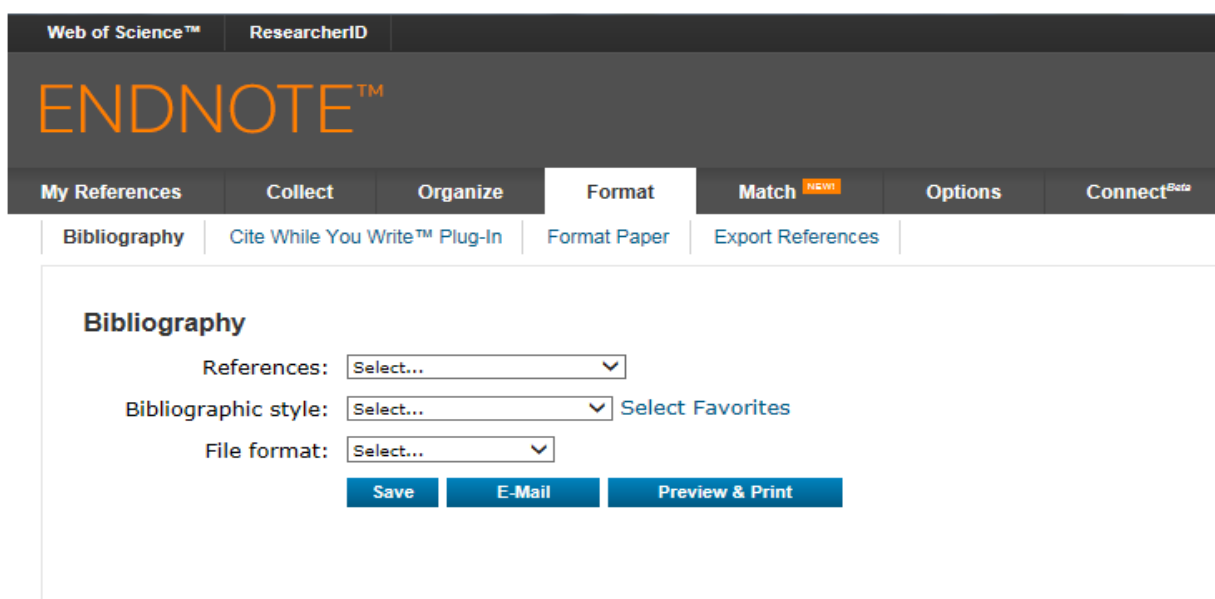 Web of Science™ ResearcherID
ENDNOTE™
My References Collect Organize Format Match NEW! Options Connect Beta
Bibliography Cite While You Write™ Plug-In Format Paper Export References
Bibliography
References: Select...
Bibliographic style: Select... Select Favorites
File format: Select...
Save E-Mail Preview & Print